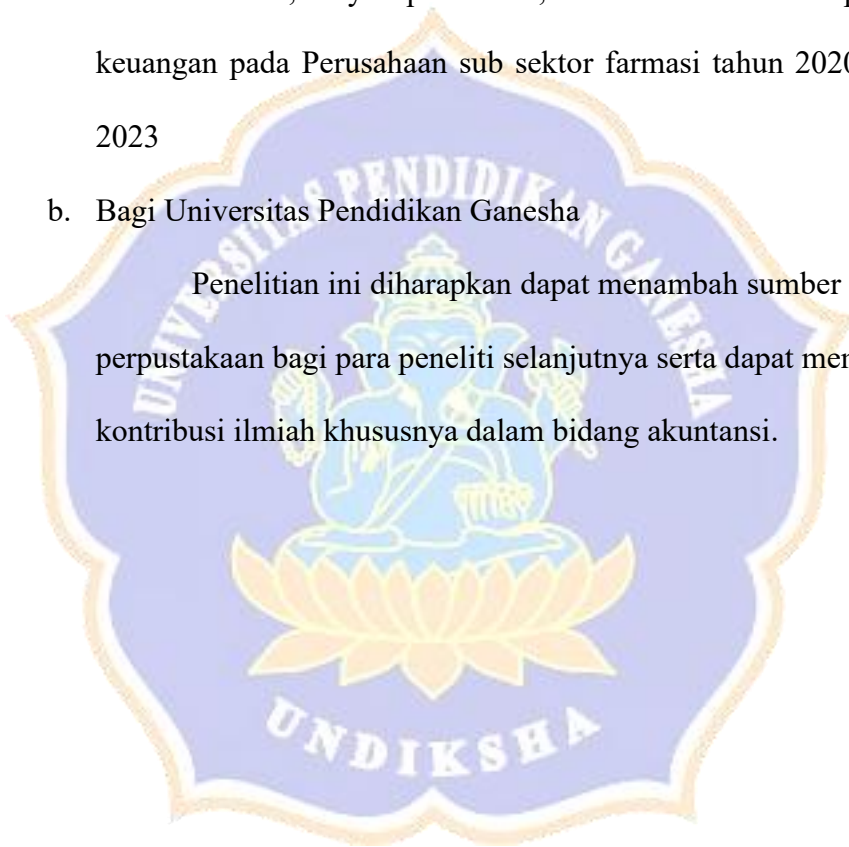 keuangan pada Perusahaan sub sektor farmasi tahun 2020
2023
b. Bagi Universitas Pendidikan Ganesha
Penelitian ini diharapkan dapat menambah sumber
perpustakaan bagi para peneliti selanjutnya serta dapat
kontribusi ilmiah khususnya dalam bidang akuntansi.
UNIVERSITAS PENDIDIKAN GANESHA
UNDIKSHA